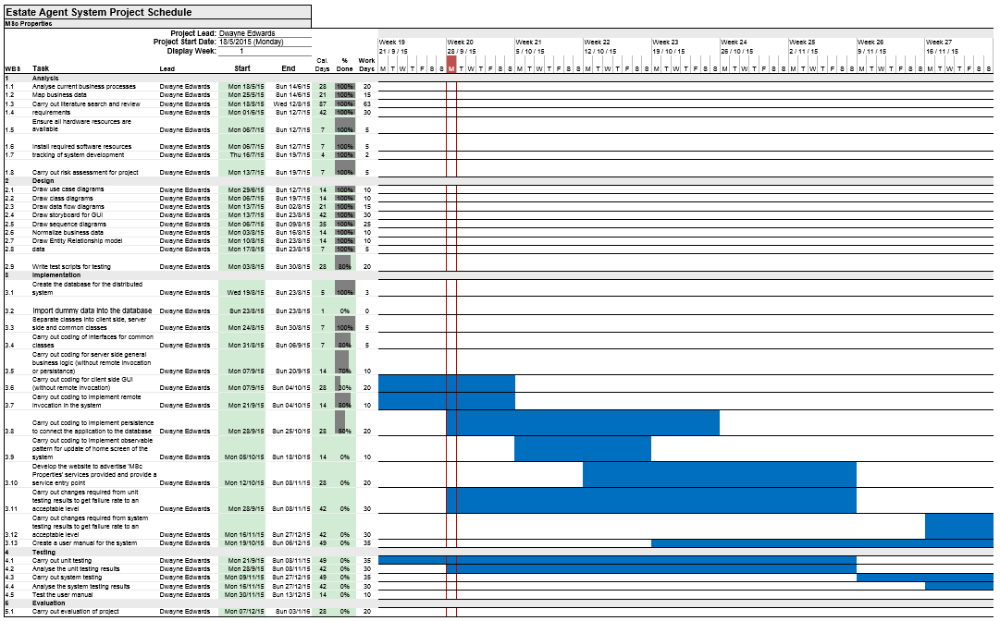 Estate Agent System Project Schedule
MSc Properties
Project Lead: Dwayne Edwards
Project Start Date: 18/5/2015 (Monday)
Display Week: 1
Week 19 Week 20 Week 21 Week 22 Week 23 Week 24 Week 25 Week 26 Week 27
21 / 9 / 15 28 / 9 / 15 5 / 10 / 15 12 / 10 / 15 19 / 10 / 15 26 / 10 / 15 2 / 11 / 15 9 / 11 / 15 16 / 11 / 15
WBS Task Lead Start End Cal. Days % Done Work Days M T W T F S S M T W T F S S M T W T F S S M T W T F S S M T W T F S S M T W T F S S M T W T F S S M T W T F S S M T W T F S S
1 Analysis
1.1 Analyse current business processes Dwayne Edwards Mon 18/5/15 Sun 14/6/15 28 100% 20
1.2 Map business data Dwayne Edwards Mon 25/5/15 Sun 14/6/15 21 100% 15
1.3 Carry out literature search and review Dwayne Edwards Mon 18/5/15 Wed 12/8/15 87 100% 63
1.4 requirements Dwayne Edwards Mon 01/6/15 Sun 12/7/15 42 100% 30
Ensure all hardware resources are
1.5 available Dwayne Edwards Mon 06/7/15 Sun 12/7/15 7 100% 5
1.6 Install required software resources Dwayne Edwards Mon 06/7/15 Sun 12/7/15 7 100% 5
1.7 tracking of system development Dwayne Edwards Thu 16/7/15 Sun 19/7/15 4 100% 2
1.8 Carry out risk assessment for project Dwayne Edwards Mon 13/7/15 Sun 19/7/15 7 100% 5
2 Design
2.1 Draw use case diagrams Dwayne Edwards Mon 29/6/15 Sun 12/7/15 14 100% 10
2.2 Draw class diagrams Dwayne Edwards Mon 06/7/15 Sun 19/7/15 14 100% 10
2.3 Draw data flow diagrams Dwayne Edwards Mon 13/7/15 Sun 02/8/15 21 100% 15
2.4 Draw storyboard for GUI Dwayne Edwards Mon 13/7/15 Sun 23/8/15 42 100% 30
2.5 Draw sequence diagrams Dwayne Edwards Mon 06/7/15 Sun 09/8/15 35 100% 25
2.6 Normalize business data Dwayne Edwards Mon 03/8/15 Sun 16/8/15 14 100% 10
2.7 Draw Entity Relationship model Dwayne Edwards Mon 10/8/15 Sun 23/8/15 14 100% 10
2.8 data Dwayne Edwards Mon 17/8/15 Sun 23/8/15 7 100% 5
2.9 Write test scripts for testing Dwayne Edwards Mon 03/8/15 Sun 30/8/15 28 80% 20
3 Implementation
Create the database for the distributed
3.1 system Dwayne Edwards Wed 19/8/15 Sun 23/8/15 5 100% 3
3.2 Import dummy data into the database Dwayne Edwards Sun 23/8/15 Sun 23/8/15 1 0% 0
Separate classes into client side, server
3.3 side and common classes Dwayne Edwards Mon 24/8/15 Sun 30/8/15 7 100% 5
Carry out coding of interfaces for common
3.4 classes Dwayne Edwards Mon 31/8/15 Sun 06/9/15 7 80% 5
Carry out coding for server side general
business logic (without remote invocation
3.5 or persistance) Dwayne Edwards Mon 07/9/15 Sun 20/9/15 14 70% 10
Carry out coding for client side GUI
3.6 (without remote invocation) Dwayne Edwards Mon 07/9/15 Sun 04/10/15 28 30% 20
Carry out coding to implement remote
3.7 invocation in the system Dwayne Edwards Mon 21/9/15 Sun 04/10/15 14 80% 10
Carry out coding to implement persistence
3.8 to connect the application to the database Dwayne Edwards Mon 28/9/15 Sun 25/10/15 28 50% 20
Carry out coding to implement observable
pattern for update of home screen of the
3.9 system Dwayne Edwards Mon 05/10/15 Sun 18/10/15 14 0% 10
Develop the website to advertise 'MSc
Properties' services provided and provide a
3.10 service entry point Dwayne Edwards Mon 12/10/15 Sun 08/11/15 28 0% 20
Carry out changes required from unit
testing results to get failure rate to an
3.11 acceptable level Dwayne Edwards Mon 28/9/15 Sun 08/11/15 42 0% 30
Carry out changes required from system
testing results to get failure rate to an
3.12 acceptable level Dwayne Edwards Mon 16/11/15 Sun 27/12/15 42 0% 30
3.13 Create a user manual for the system Dwayne Edwards Mon 19/10/15 Sun 06/12/15 49 0% 35
4 Testing
4.1 Carry out unit testing Dwayne Edwards Mon 21/9/15 Sun 08/11/15 49 0% 35
4.2 Analyse the unit testing results Dwayne Edwards Mon 28/9/15 Sun 08/11/15 42 0% 30
4.3 Carry out system testing Dwayne Edwards Mon 09/11/15 Sun 27/12/15 49 0% 35
4.4 Analyse the system testing results Dwayne Edwards Mon 16/11/15 Sun 27/12/15 42 0% 30
4.5 Test the user manual Dwayne Edwards Mon 30/11/15 Sun 13/12/15 14 0% 10
5 Evaluation
5.1 Carry out evaluation of project Dwayne Edwards Mon 07/12/15 Sun 03/1/16 28 0% 20